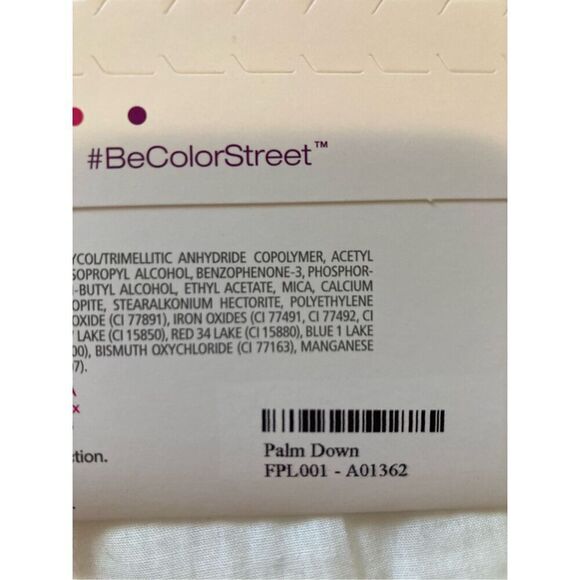 #BeColorStreet™
YCOL/TRIMELLITIC ANHYDRIDE COPOLYMER, ACETYL
SOPROPYL ALCOHOL, BENZOPHENONE-3, PHOSPHOR-
-BUTYL ALCOHOL, ETHYL ACETATE, MICA, CALCIUM
OPITE, STEARALKONIUM HECTORITE, POLYETHYLENE
OXIDE (CI 77891), IRON OXIDES (CI 77491, CI 77492, CI
LAKE (CI 15850), RED 34 LAKE (CI 15880), BLUE 1 LAKE
00), BISMUTH OXYCHLORIDE (CI 77163), MANGANESE
7).
A
x
ction.
Palm Down
FPL001 - A01362